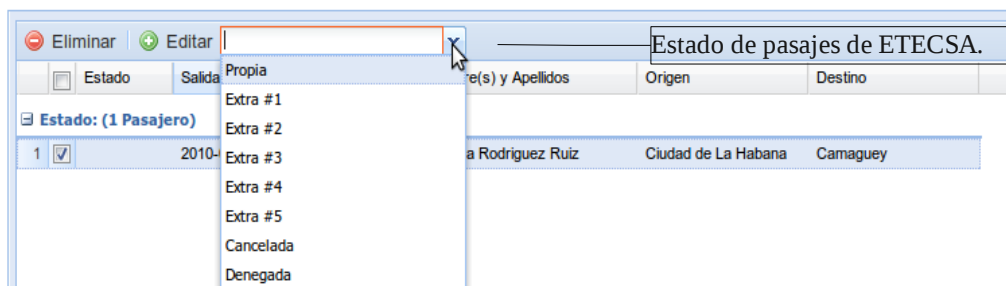 Eliminar Editar Estado de pasajes de ETECSA.
Estado Salida re(s) y Apellidos Origen Destino
Propia
Extra #1
Estado: (1 Pasajero)
Extra #2
1 2010- a Rodriguez Ruiz Ciudad de La Habana Camaguey
Extra #3
Extra #4
Extra #5
Cancelada
Denegada